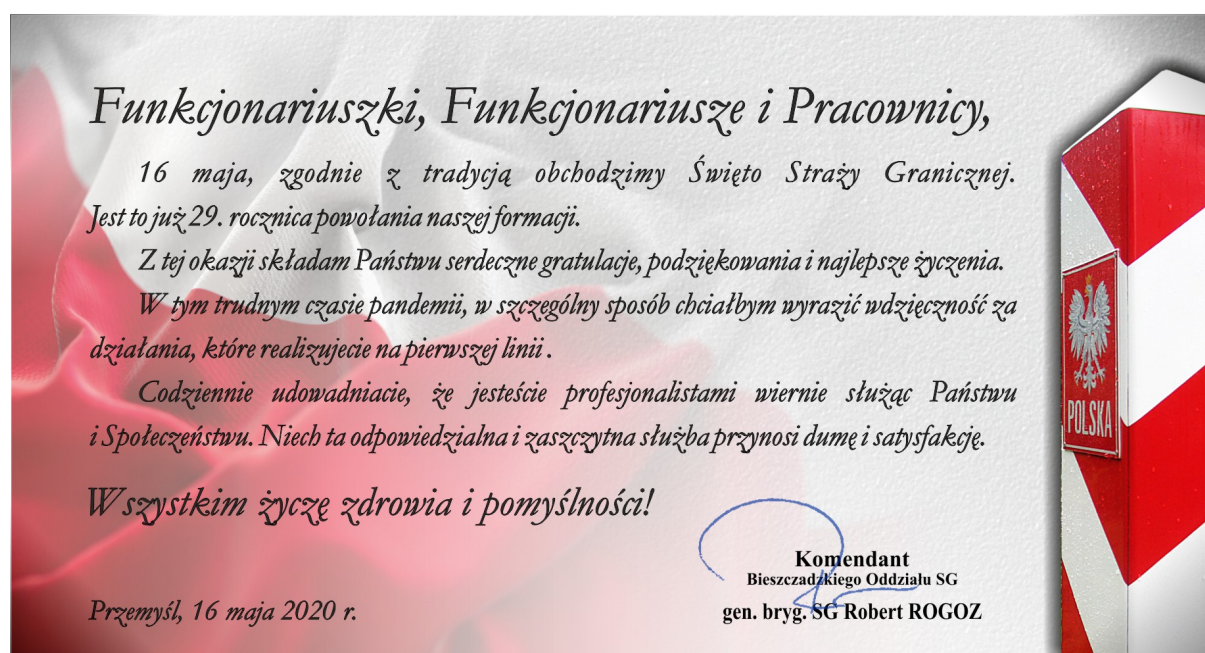 Funkcjonariuszki, Funkcjonariusze i Pracownicy,
16 maja, zgodnie z tradycją obchodzimy Święto Straży Granicznej.
Jest to już 29. rocznica powołania naszej formacji.
Z tej okazji składam Państwu serdeczne gratulacje, podziękowania i najlepsze życzenia.
W tym trudnym czasie pandemii, w szczególny sposób chciałbym wyrazić wdzięczność za
działania, które realizujecie na pierwszej linii .
Codziennie udowadniacie, że jesteście profesjonalistami wiernie służąc Państwu
i Społeczeństwu. Niech ta odpowiedzialna i zaszczytna służba przynosi dumę i satysfakcję.
Wszystkim życzę zdrowia i pomyślności!
Komendant
Bieszczadzkiego Oddziału SG
gen. bryg. SG Robert ROGOZ
Przemyśl, 16 maja 2020 r.
POLSKA